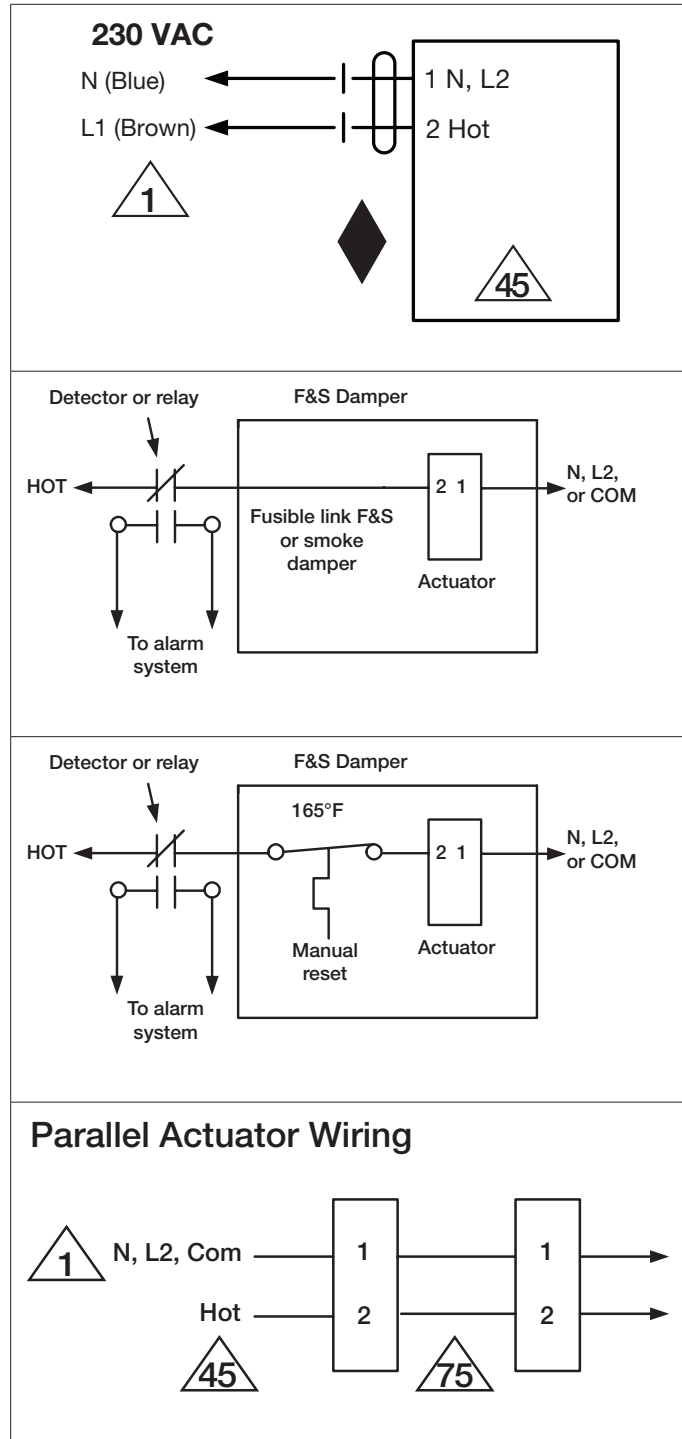 230 VAC
N (Blue)
1 N, L2
L1 (Brown)
2 Hot
1
45
Detector or relay
F&S Damper
HOT
2 1
N, L2,
or COM
Fusible link F&S
or smoke
damper
Actuator
To alarm
system
Detector or relay
F&S Damper
165°F
HOT
2 1
N, L2,
or COM
Manual
reset
Actuator
To alarm
system
Parallel Actuator Wiring
1
N, L2, Com
1
1
Hot
2
2
45
75